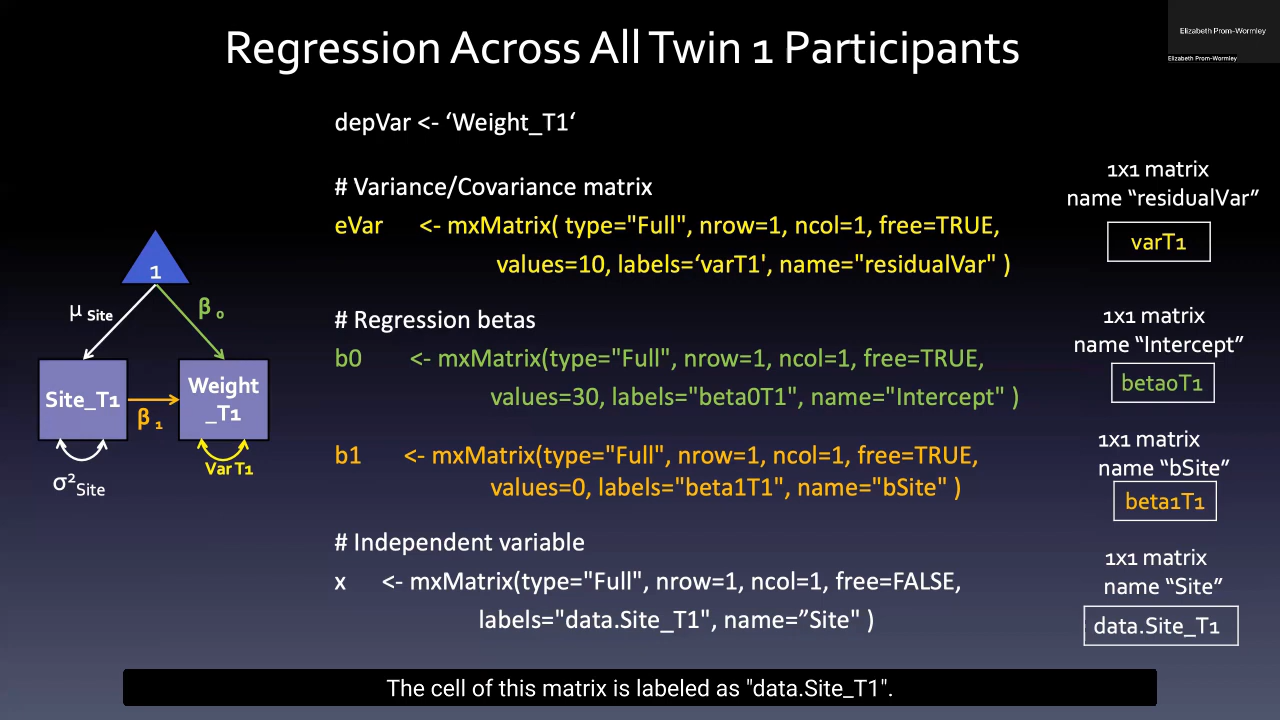 Regression Across All Twin 1 Participants
Elizabeth Prom-Wormley
Elizabeth Prom-Wormley
depVar <- ‘Weight_T1‘
# Variance/Covariance matrix
eVar <- mxMatrix( type="Full", nrow=1, ncol=1, free=TRUE,
values=10, labels=‘varT1', name="residualVar" )
# Regression betas
b0 <- mxMatrix(type="Full", nrow=1, ncol=1, free=TRUE,
values=30, labels="beta0T1", name="Intercept" )
b1 <- mxMatrix(type="Full", nrow=1, ncol=1, free=TRUE,
values=0, labels="beta1T1", name="bSite" )
# Independent variable
x <- mxMatrix(type="Full", nrow=1, ncol=1, free=FALSE,
labels="data.Site_T1", name=”Site" )
1
μ Site
β 0
Site_T1
β 1
Weight
_T1
Var T1
σ² Site
1x1 matrix
name “residualVar”
varT1
1x1 matrix
name “Intercept”
beta0T1
1x1 matrix
name “bSite”
beta1T1
1x1 matrix
name “Site”
data.Site_T1
The cell of this matrix is labeled as "data.Site_T1".